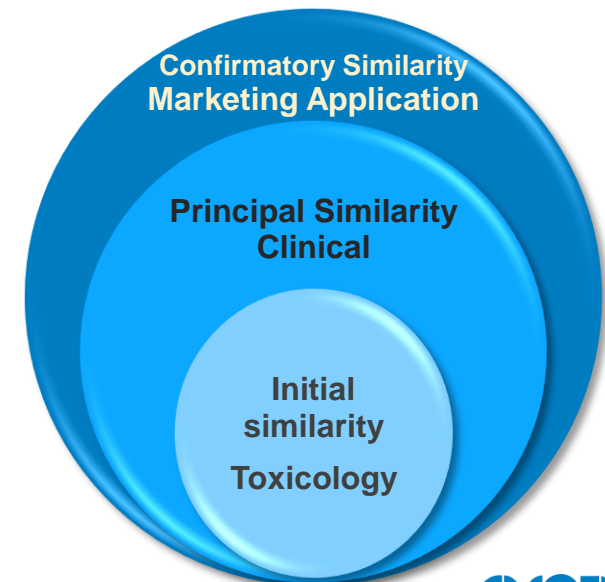 Confirmatory Similarity
Marketing Application
Principal Similarity
Clinical
Initial
similarity
Toxicology